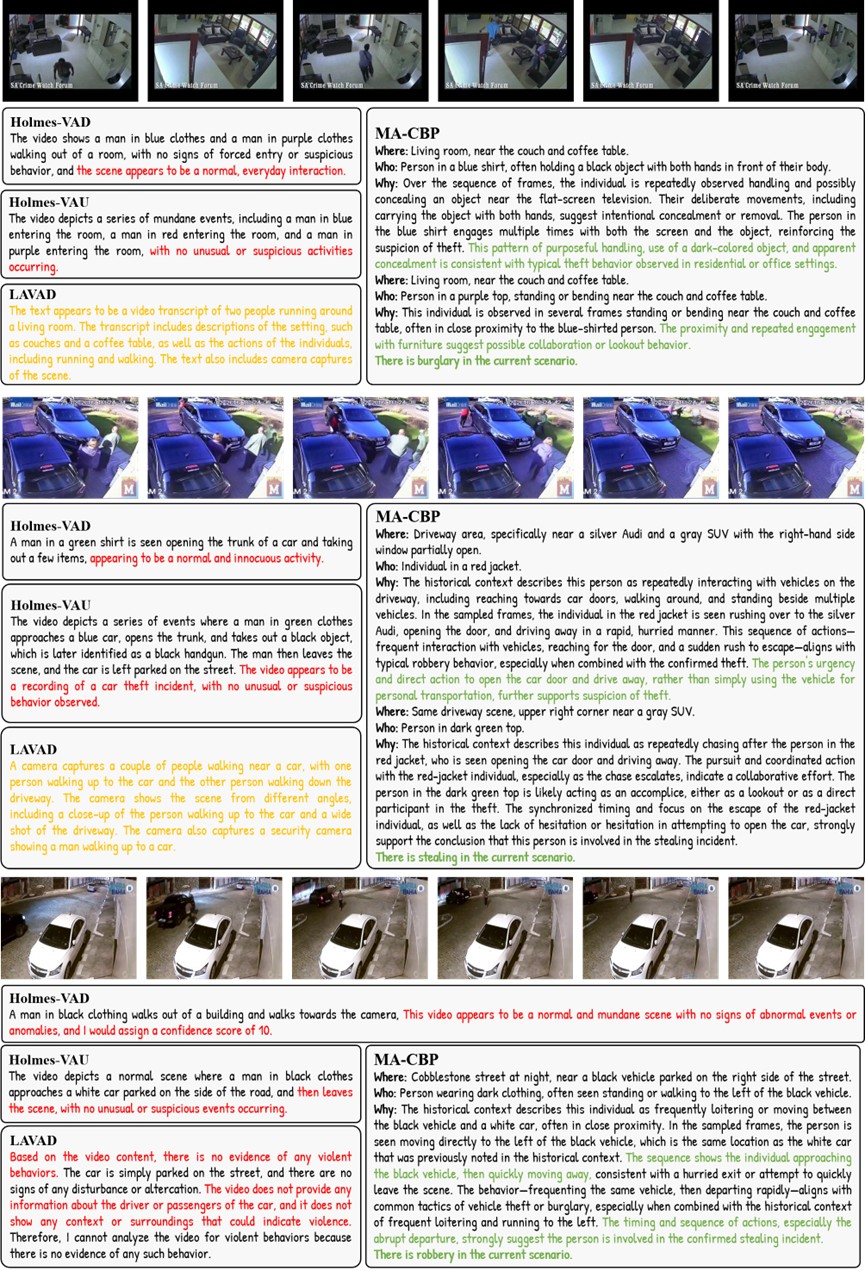 SA Crime Watch Forum
SA Crime Watch Forum
SA Crime Watch Forum
SA Crime Watch Forum
SA Crime Watch Forum
SA Crime Watch Forum
Holmes-VAD
The video shows a man in blue clothes and a man in purple clothes
walking out of a room, with no signs of forced entry or suspicious
behavior, and the scene appears to be a normal, everyday interaction.
Holmes-VAU
The video depicts a series of mundane events, including a man in blue
entering the room, a man in red entering the room, and a man in
purple entering the room, with no unusual or suspicious activities
occurring.
LAVAD
The text appears to be a video transcript of two people running around
a living room. The transcript includes descriptions of the setting, such
as couches and a coffee table, as well as the actions of the individuals,
including running and walking. The text also includes camera captures
of the scene.
MA-CBP
Where: Living room, near the couch and coffee table.
Who: Person in a blue shirt, often holding a black object with both hands in front of their body.
Why: Over the sequence of frames, the individual is repeatedly observed handling and possibly
concealing an object near the flat-screen television. Their deliberate movements, including
carrying the object with both hands, suggest intentional concealment or removal. The person in
the blue shirt engages multiple times with both the screen and the object, reinforcing the
suspicion of theft. This pattern of purposeful handling, use of a dark-colored object, and apparent
concealment is consistent with typical theft behavior observed in residential or office settings.
Where: Living room, near the couch and coffee table.
Who: Person in a purple top, standing or bending near the couch and coffee table.
Why: This individual is observed in several frames standing or bending near the couch and coffee
table, often in close proximity to the blue-shirted person. The proximity and repeated engagement
with furniture suggest possible collaboration or lookout behavior.
There is burglary in the current scenario.
Holmes-VAD
A man in a green shirt is seen opening the trunk of a car and taking
out a few items, appearing to be a normal and innocuous activity.
Holmes-VAU
The video depicts a series of events where a man in green clothes
approaches a blue car, opens the trunk, and takes out a black object,
which is later identified as a black handgun. The man then leaves the
scene, and the car is left parked on the street. The video appears to be
a recording of a car theft incident, with no unusual or suspicious
behavior observed.
LAVAD
A camera captures a couple of people walking near a car, with one
person walking up to the car and the other person walking down the
driveway. The camera shows the scene from different angles,
including a close-up of the person walking up to the car and a wide
shot of the driveway. The camera also captures a security camera
showing a man walking up to a car.
MA-CBP
Where: Driveway area, specifically near a silver Audi and a gray SUV with the right-hand side
window partially open.
Who: Individual in a red jacket.
Why: The historical context describes this person as repeatedly interacting with vehicles on the
driveway, including reaching towards car doors, walking around, and standing beside multiple
vehicles. In the sampled frames, the individual in the red jacket is seen rushing over to the silver
Audi, opening the door, and driving away in a rapid, hurried manner. This sequence of actions—
frequent interaction with vehicles, reaching for the door, and a sudden rush to escape—aligns with
typical robbery behavior, especially when combined with the confirmed theft. The person's urgency
and direct action to open the car door and drive away, rather than simply using the vehicle for
personal transportation, further supports suspicion of theft.
Where: Same driveway scene, upper right corner near a gray SUV.
Who: Person in dark green top.
Why: The historical context describes this individual as repeatedly chasing after the person in the
red jacket, who is seen opening the car door and driving away. The pursuit and coordinated action
with the red-jacket individual, especially as the chase escalates, indicate a collaborative effort. The
person in the dark green top is likely acting as an accomplice, either as a lookout or as a direct
participant in the theft. The synchronized timing and focus on the escape of the red-jacket
individual, as well as the lack of hesitation or hesitation in attempting to open the car, strongly
support the conclusion that this person is involved in the stealing incident.
There is stealing in the current scenario.
Holmes-VAD
A man in black clothing walks out of a building and walks towards the camera, This video appears to be a normal and mundane scene with no signs of abnormal events or
anomalies, and I would assign a confidence score of 10.
Holmes-VAU
The video depicts a normal scene where a man in black clothes
approaches a white car parked on the side of the road, and then leaves
the scene, with no unusual or suspicious events occurring.
LAVAD
Based on the video content, there is no evidence of any violent
behaviors. The car is simply parked on the street, and there are no
signs of any disturbance or altercation. The video does not provide any
information about the driver or passengers of the car, and it does not
show any context or surroundings that could indicate violence.
Therefore, I cannot analyze the video for violent behaviors because
there is no evidence of any such behavior.
MA-CBP
Where: Cobblestone street at night, near a black vehicle parked on the right side of the street.
Who: Person wearing dark clothing, often seen standing or walking to the left of the black vehicle.
Why: The historical context describes this individual as frequently loitering or moving between
the black vehicle and a white car, often in close proximity. In the sampled frames, the person is
seen moving directly to the left of the black vehicle, which is the same location as the white car
that was previously noted in the historical context. The sequence shows the individual approaching
the black vehicle, then quickly moving away, consistent with a hurried exit or attempt to quickly
leave the scene. The behavior—frequenting the same vehicle, then departing rapidly—aligns with
common tactics of vehicle theft or burglary, especially when combined with the historical context
of frequent loitering and running to the left. The timing and sequence of actions, especially the
abrupt departure, strongly suggest the person is involved in the confirmed stealing incident.
There is robbery in the current scenario.